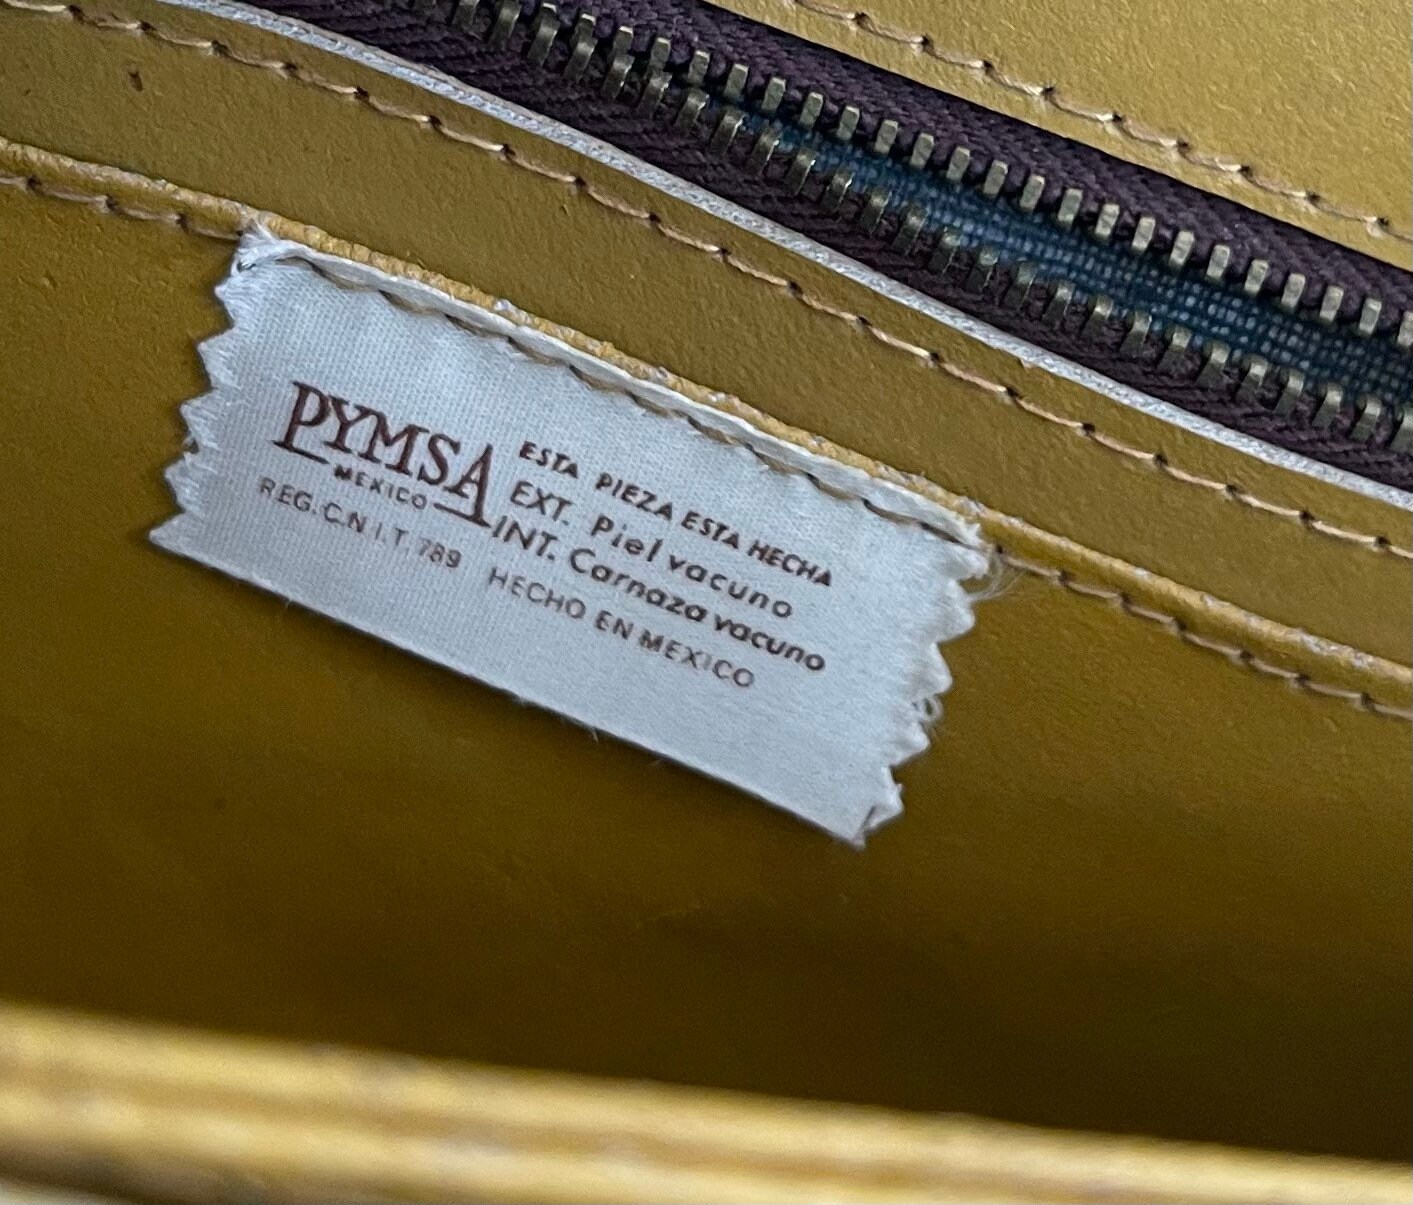 PYMSA
MEXICO
REG. C.N.I.T. 789
ESTA PIEZA ESTA HECHA
EXT. Piel vacuno
INT. Carnaza vacuno
HECHO EN MEXICO